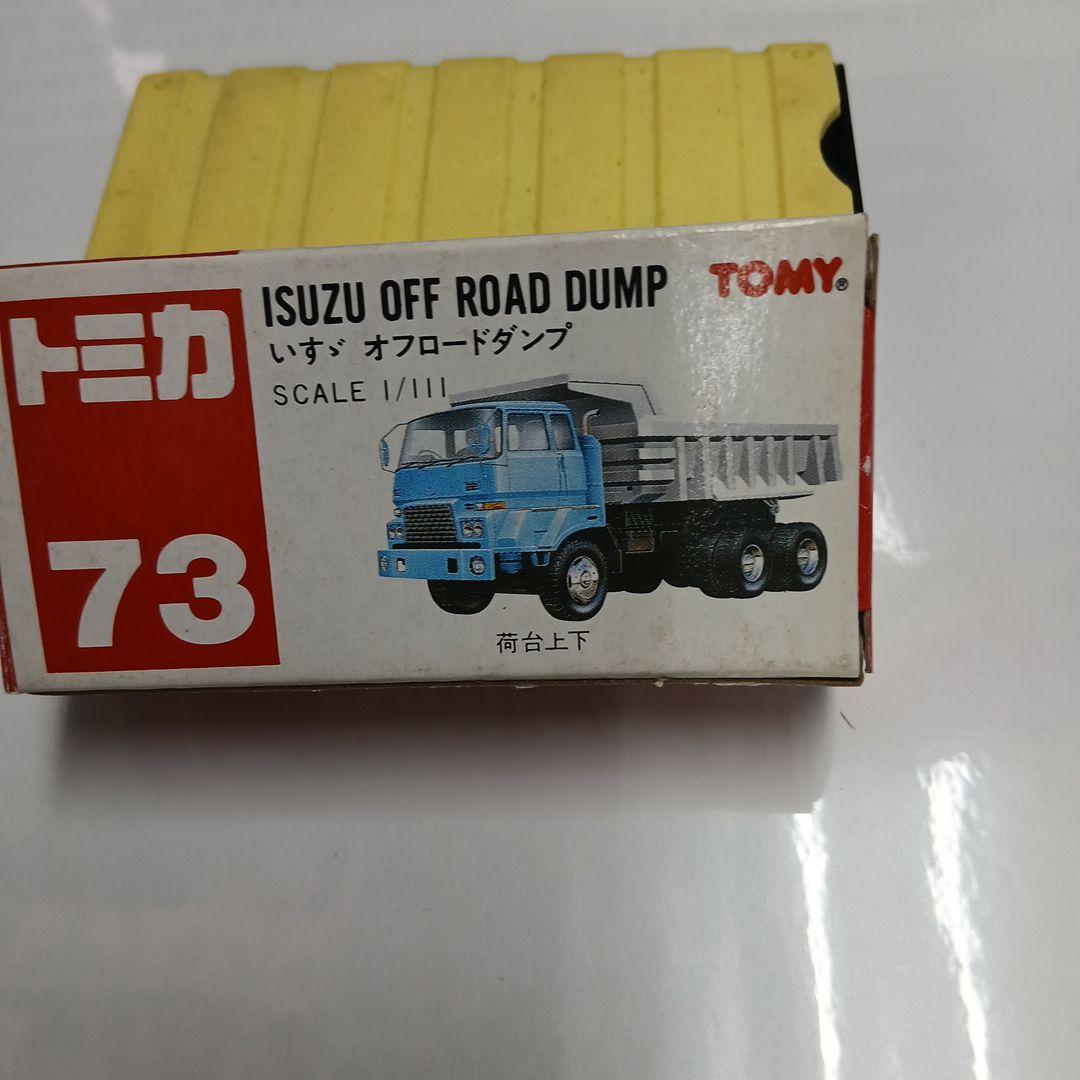 トミカ
73
ISUZU OFF ROAD DUMP
TOMY®
いすゞ オフロードダンプ
SCALE 1/111
荷台上下